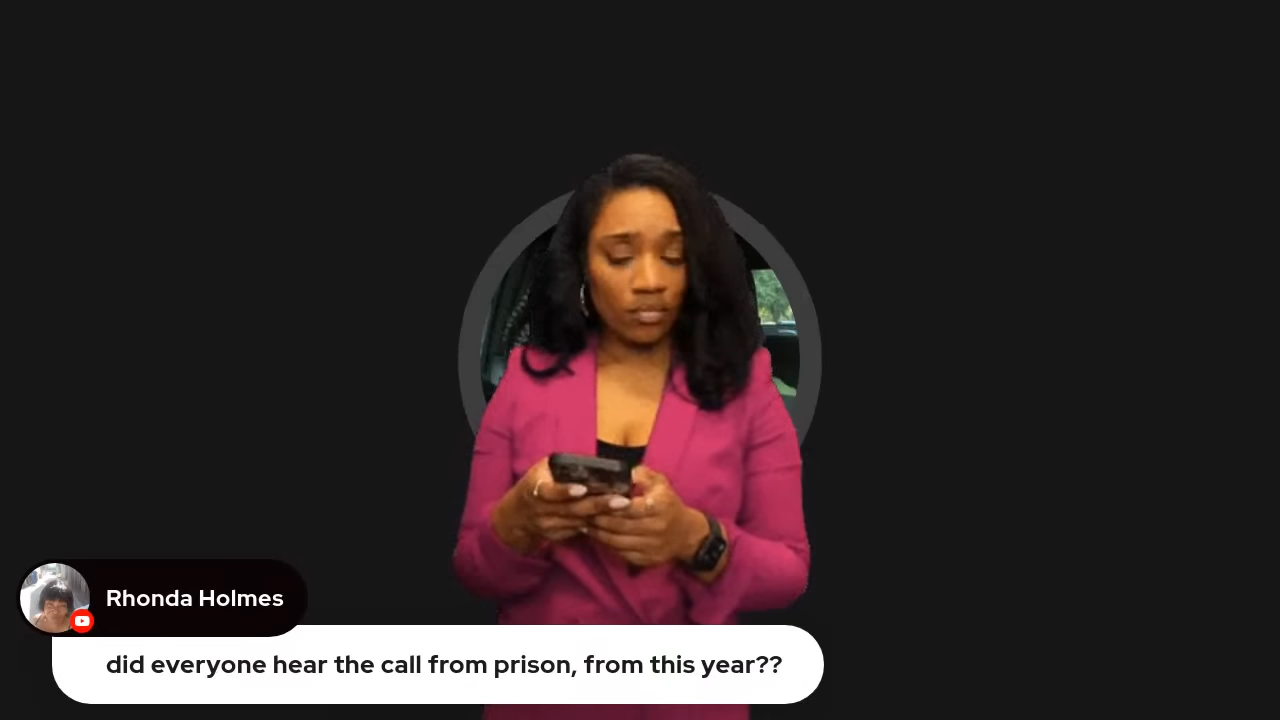 Rhonda Holmes
did everyone hear the call from prison, from this year??